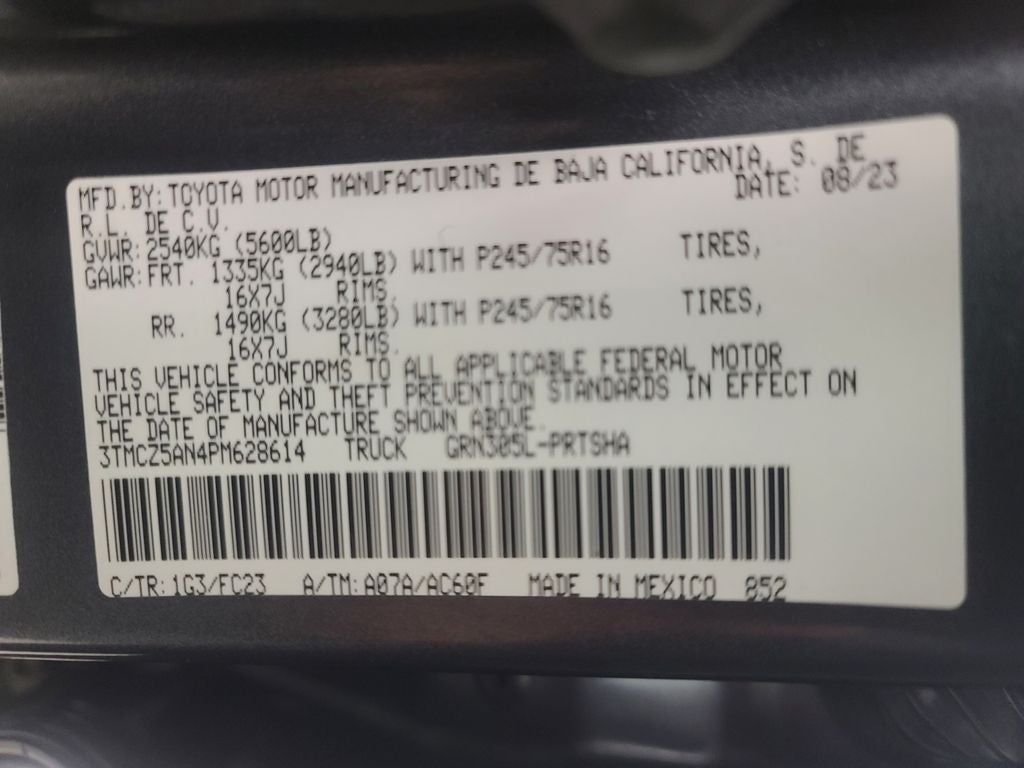 MFD.BY: TOYOTA MOTOR MANUFACTURING DE BAJA CALIFORNIA, S. DE
R.L. DE C.V. DATE: 08/23
GVWR: 2540KG (5600LB)
GAWR: FRT. 1335KG (2940LB) WITH P245/75R16 TIRES,
16X7J RIMS,
RR. 1490KG (3280LB) WITH P245/75R16 TIRES,
16X7J RIMS.
THIS VEHICLE CONFORMS TO ALL APPLICABLE FEDERAL MOTOR
VEHICLE SAFETY AND THEFT PREVENTION STANDARDS IN EFFECT ON
THE DATE OF MANUFACTURE SHOWN ABOVE.
3TMCZ5AN4PM628614 TRUCK GRN305L-PRTSHA
C/TR: 1G3/FC23 A/TM: A07A/AC60F MADE IN MEXICO 852